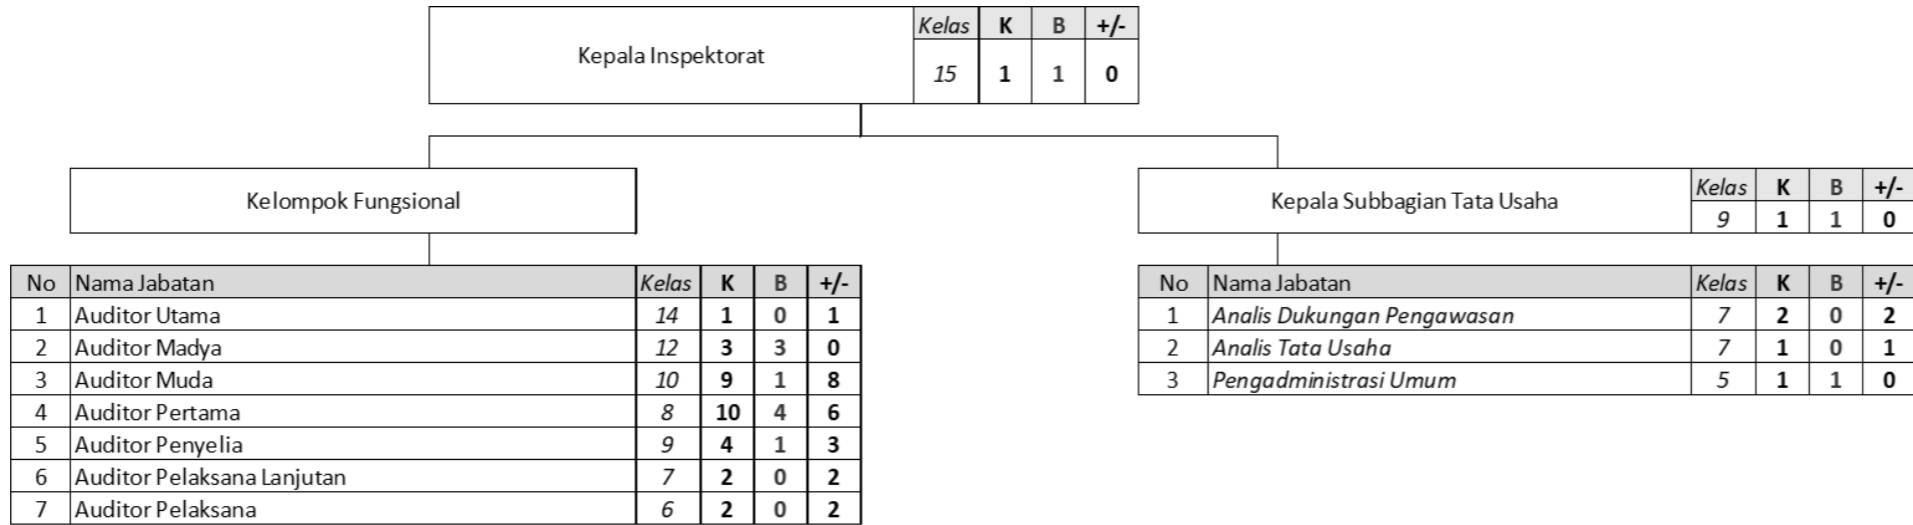 Kepala Inspektorat
Kelas K B +/-
15 1 1 0
Kelompok Fungsional
No Nama Jabatan Kelas K B +/-
1 Auditor Utama 14 1 0 1
2 Auditor Madya 12 3 3 0
3 Auditor Muda 10 9 1 8
4 Auditor Pertama 8 10 4 6
5 Auditor Penyelia 9 4 1 3
6 Auditor Pelaksana Lanjutan 7 2 0 2
7 Auditor Pelaksana 6 2 0 2
Kepala Subbagian Tata Usaha
Kelas K B +/-
9 1 1 0
No Nama Jabatan Kelas K B +/-
1 Analis Dukungan Pengawasan 7 2 0 2
2 Analis Tata Usaha 7 1 0 1
3 Pengadministrasi Umum 5 1 1 0